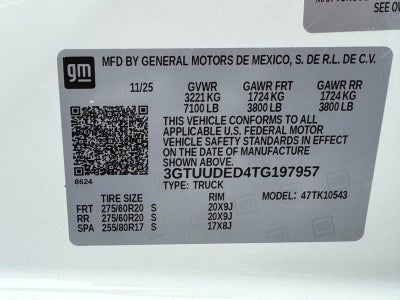 SEE OW
gm
MFD BY GENERAL MOTORS DE MEXICO, S. DE R.L. DE C.V.
11/25 GVWR GAWR FRT GAWR RR
3221 KG 1724 KG 1724 KG
7100 LB 3800 LB 3800 LB
THIS VEHICLE CONFORMS TO ALL
APPLICABLE U.S. FEDERAL MOTOR
VEHICLE SAFETY STANDARDS IN EFFECT
ON THE DATE OF MANUFACTURE
SHOWN ABOVE.
8624
3GTUUDED4TG197957
TYPE: TRUCK
MODEL: 47TK10543
TIRE SIZE RIM
FRT 275/60R20 S 20X9J
RR 275/60R20 S 20X9J
SPA 255/80R17 S 17X8J